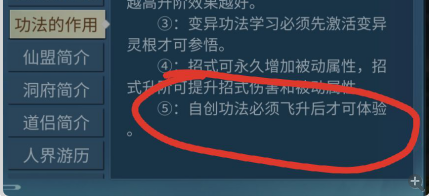 功法的作用
仙盟简介
洞府简介
道侣简介
人界游历
越高升阶效果越好。
③：变异功法学习必须先激活变异
灵根才可参悟。
④：招式可永久增加被动属性，招
式升阶可提升招式伤害和被动属性
⑤：自创功法必须飞升后才可体验
。